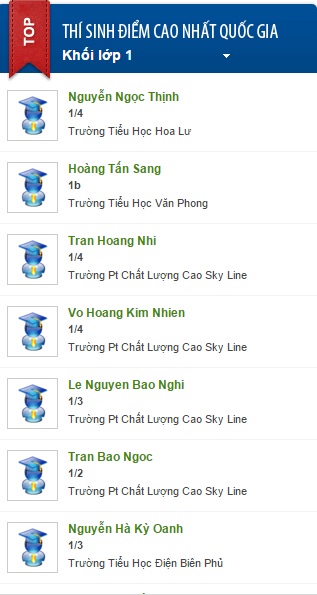 TOP
THÍ SINH ĐIỂM CAO NHẤT QUỐC GIA
Khối lớp 1
Nguyễn Ngọc Thịnh
1/4
Trường Tiểu Học Hoa Lư
Hoàng Tấn Sang
1b
Trường Tiểu Học Văn Phong
Tran Hoang Nhi
1/4
Trường Pt Chất Lượng Cao Sky Line
Vo Hoang Kim Nhien
1/4
Trường Pt Chất Lượng Cao Sky Line
Le Nguyen Bao Nghi
1/3
Trường Pt Chất Lượng Cao Sky Line
Tran Bao Ngoc
1/2
Trường Pt Chất Lượng Cao Sky Line
Nguyễn Hà Kỳ Oanh
1/3
Trường Tiểu Học Điện Biên Phủ